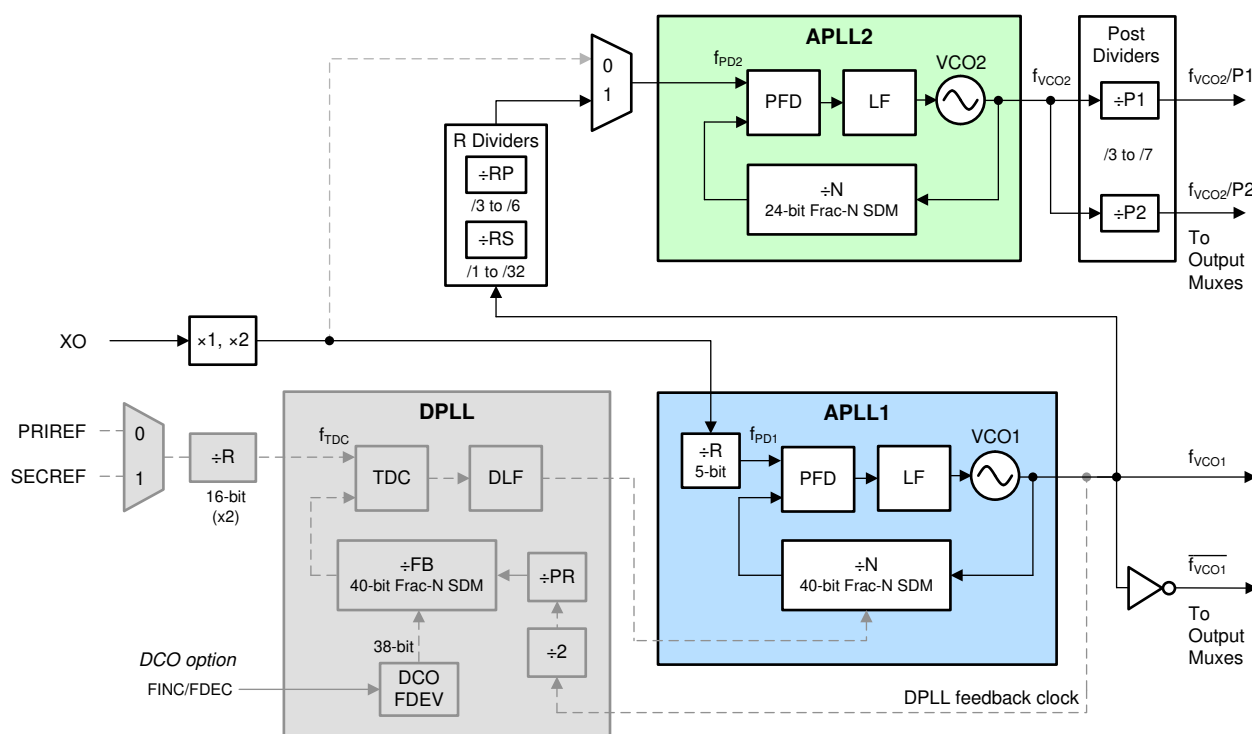 APLL2
Post
Dividers
0
1
fPD2
VCO2
fVCO2
fVCO2/P1
PFD
LF
÷P1
R Dividers
÷RP
/3 to /6
÷RS
/1 to /32
÷N
24-bit Frac-N SDM
/3 to /7
÷P2
fVCO2/P2
To
Output
Muxes
XO
×1, ×2
DPLL
APLL1
PRIREF
SECREF
0
1
÷R
16-bit
(x2)
fTDC
TDC
DLF
÷R
5-bit
fPD1
PFD
LF
VCO1
fVCO1
÷FB
40-bit Frac-N SDM
÷PR
÷N
40-bit Frac-N SDM
fVCO1
To
Output
Muxes
38-bit
÷2
DCO option
FINC/FDEC
DCO
FDEV
DPLL feedback clock